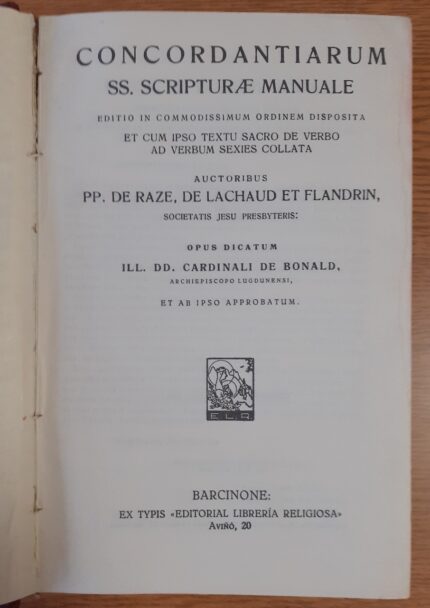 CONCORDANTIARUM
SS. SCRIPTURÆ MANUALE
EDITIO IN COMMODISSIMUM ORDINEM DISPOSITA
ET CUM IPSO TEXTU SACRO DE VERBO
AD VERBUM SEXIES COLLATA
AUCTORIBUS
PP. DE RAZE, DE LACHAUD ET FLANDRIN,
SOCIETATIS JESU PRESBYTERIS:
OPUS DICATUM
ILL. DD. CARDINALI DE BONALD,
ARCHIEPISCOPO LUGDUNENSI,
ET AB IPSO APPROBATUM.
E.L.R.
BARCINONE:
EX TYPIS «EDITORIAL LIBRERÍA RELIGIOSA»
AVIÑÓ, 20